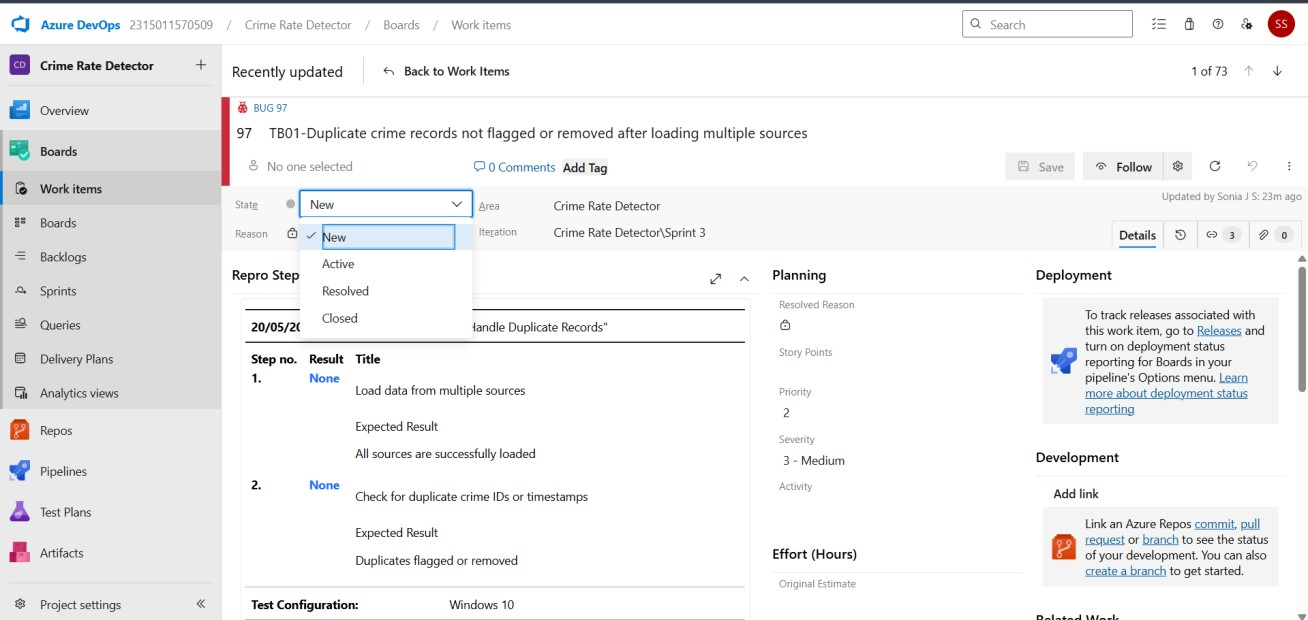 Azure DevOps 2315011570509 / Crime Rate Detector / Boards / Work items
Search
SS
CD Crime Rate Detector +
Overview
Boards
Work items
Boards
Backlogs
Sprints
Queries
Delivery Plans
Analytics views
Repos
Pipelines
Test Plans
Artifacts
Project settings
Recently updated
Back to Work Items
1 of 73
BUG 97
97 TB01-Duplicate crime records not flagged or removed after loading multiple sources
No one selected
0 Comments
Add Tag
Save
Follow
Updated by Sonia J S: 23m ago
State
New
Area
Crime Rate Detector
Reason
Iteration
Crime Rate Detector\Sprint 3
New
Active
Resolved
Closed
Details
3
0
Repro Step
20/05/20
Handle Duplicate Records"
Step no. Result Title
1. None
Load data from multiple sources
Expected Result
All sources are successfully loaded
2. None
Check for duplicate crime IDs or timestamps
Expected Result
Duplicates flagged or removed
Test Configuration: Windows 10
Planning
Resolved Reason
Story Points
Priority
2
Severity
3 - Medium
Activity
Effort (Hours)
Original Estimate
Deployment
To track releases associated with
this work item, go to Releases and
turn on deployment status
reporting for Boards in your
pipeline's Options menu. Learn
more about deployment status
reporting
Development
Add link
Link an Azure Repos commit, pull
request or branch to see the status
of your development. You can also
create a branch to get started.
Related Work